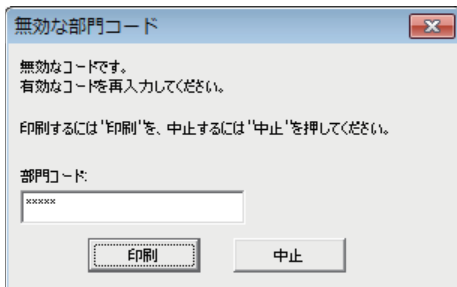 無効な部門コード
無効なコードです。
有効なコードを再入力してください。
印刷するには"印刷"を、中止するには"中止"を押してください。
部門コード:
*****
印刷
中止